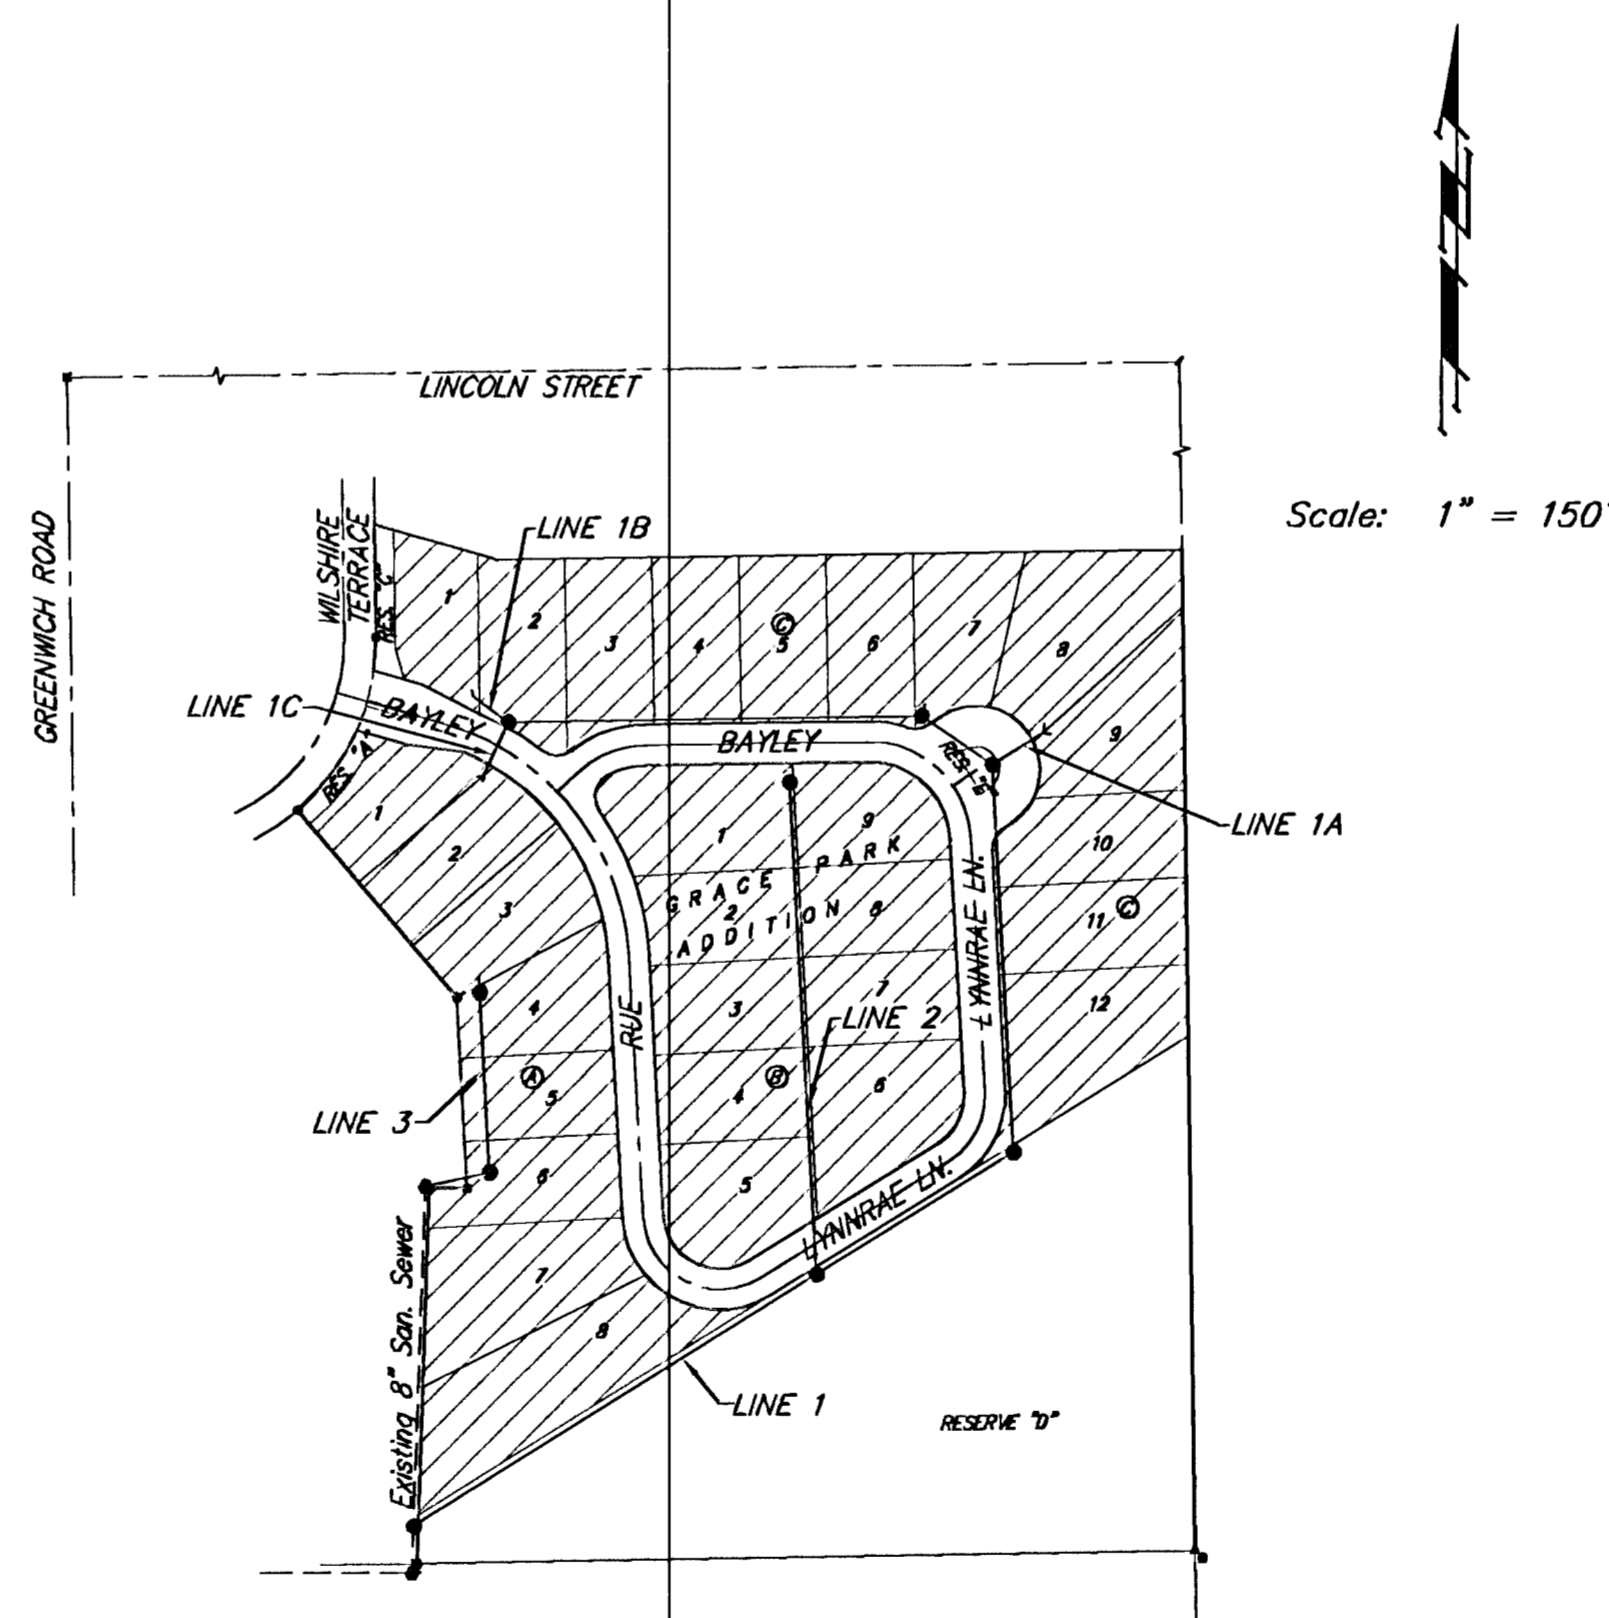 LINCOLN STREET
GREENWICH ROAD
Scale: 1" = 150'
WILSHIRE
TERRACE
RES. "C"
LINE 1B
1
2
3
4
5
C
6
7
8
9
10
11
C
12
LINE 1C
BAYLEY
BAYLEY
RES.
LINE 1A
RES. "A"
1
2
3
4
A
5
6
7
8
1
9
GRACE PARK
2
8
ADDITION
3
7
B
4
6
5
RUE
LYNNRAE LN.
LYNNRAE LN.
LINE 2
LINE 3
LINE 1
Existing 8" San. Sewer
RESERVE "D"